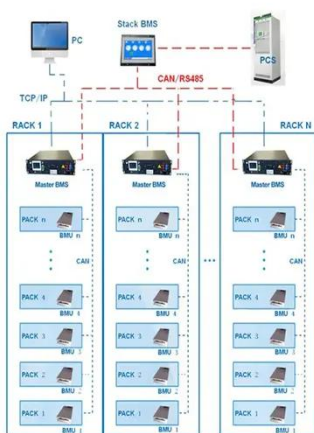 Stack BMS
PC
PCS
CAN/RS485
TCP/IP
RACK 1
RACK 2
RACK N
Master BMS
Master BMS
Master BMS
PACK n
BMU n
CAN
PACK 4
BMU 4
PACK 3
BMU 3
PACK 2
BMU 2
PACK 1
BMU 1
PACK n
BMU n
CAN
PACK 4
BMU 4
PACK 3
BMU 3
PACK 2
BMU 2
PACK 1
BMU 1
...
PACK n
BMU n
CAN
PACK 4
BMU 4
PACK 3
BMU 3
PACK 2
BMU 2
PACK 1
BMU 1